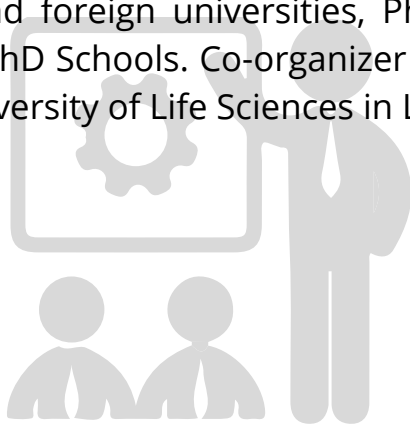 nd foreign universities, Ph
hD Schools. Co-organizer
versity of Life Sciences in L